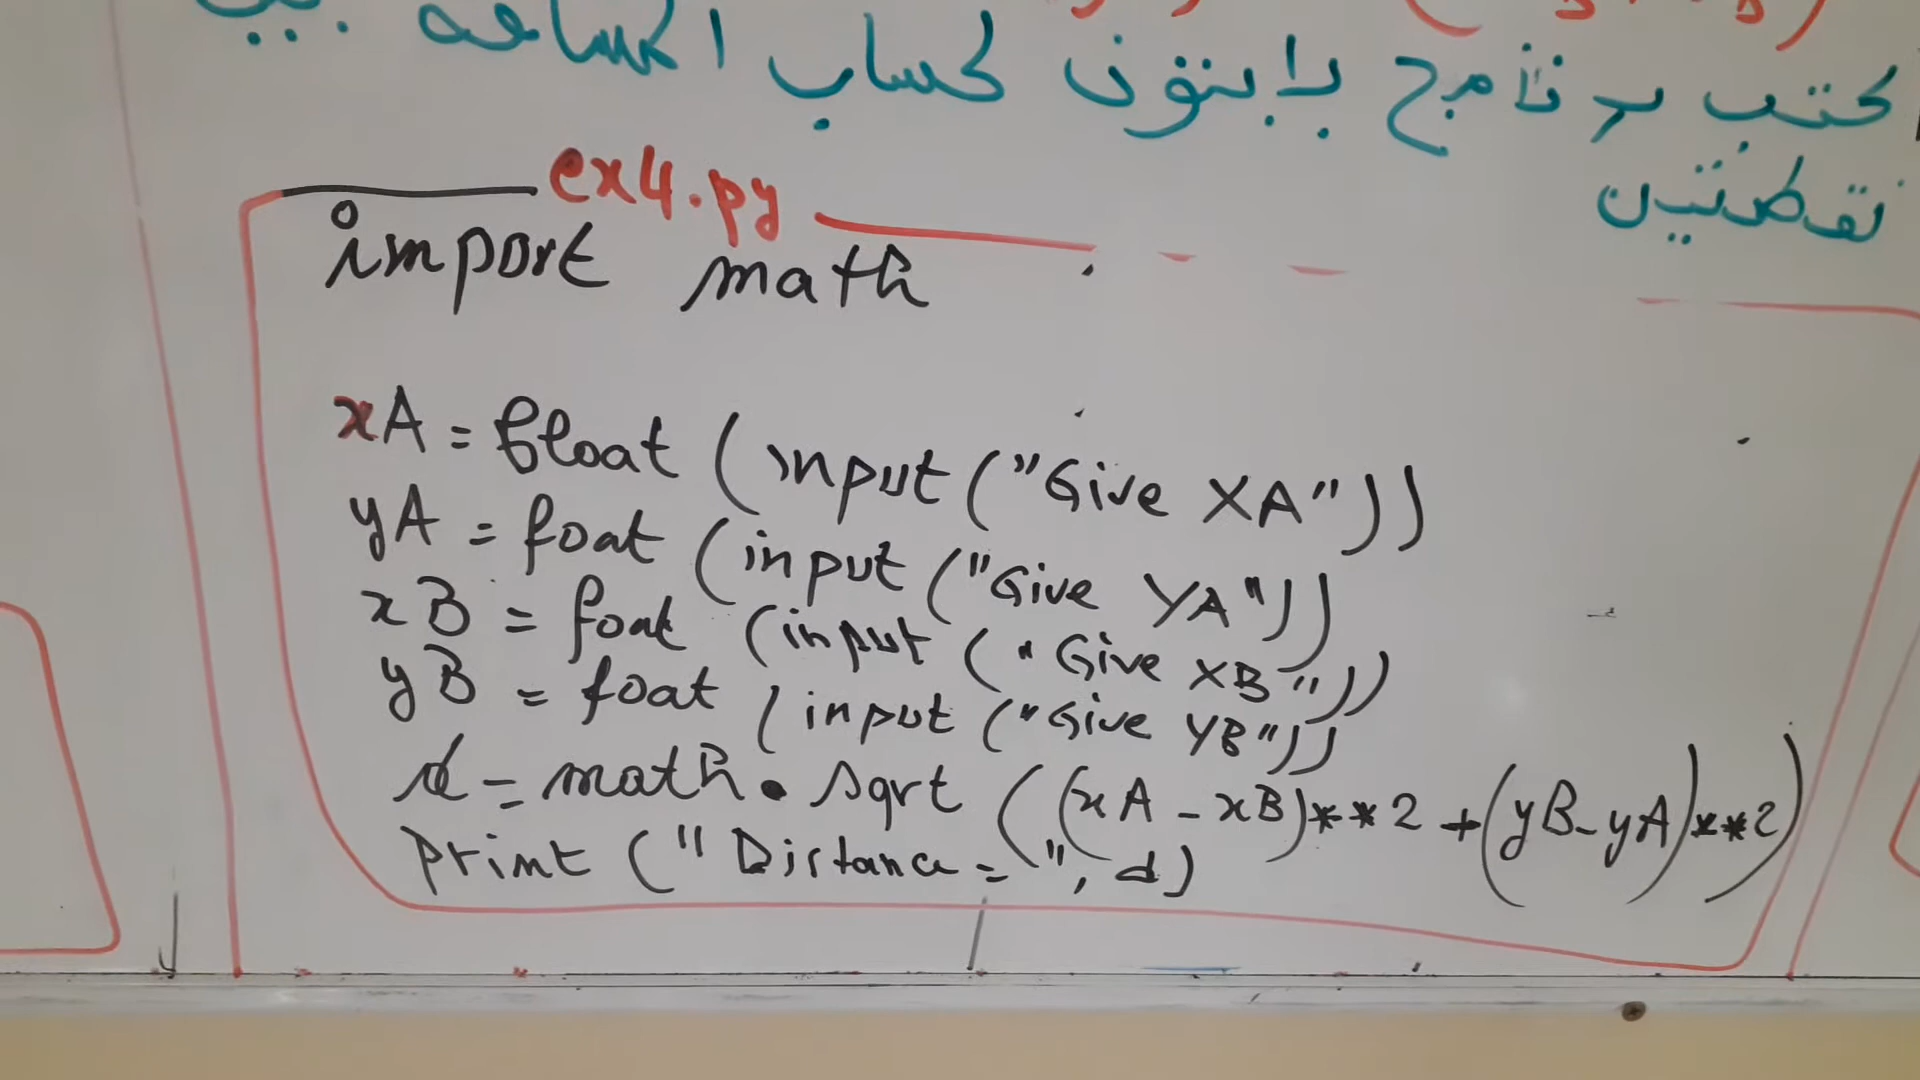 نكتب برنامج بايثون لحساب المسافة بين
نقطتين
ex4.py
import math
xA = float (input ("Give XA"))
yA = foat (input ("Give YA"))
xB = foat (input ("Give XB"))
yB = foat (input ("Give YB"))
d = math.sqrt ((xA - xB)**2 + (yB-yA)**2)
print ("Distance = ", d)